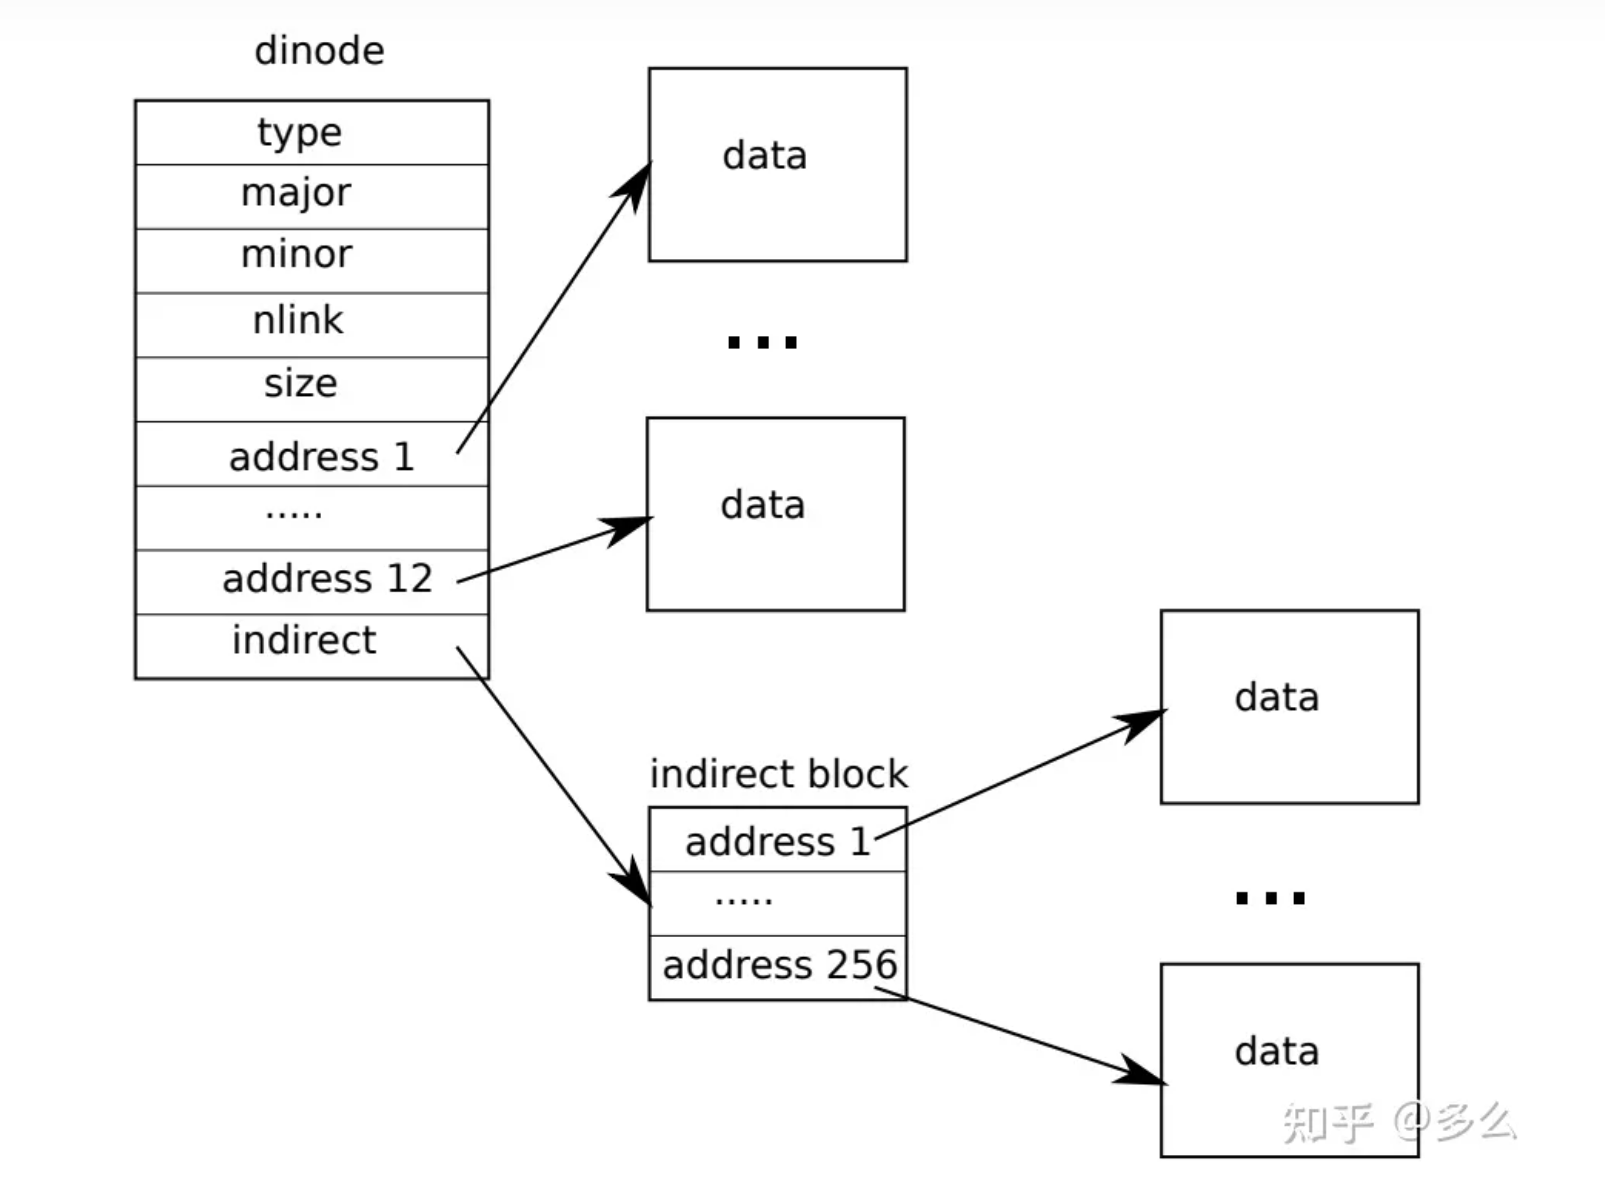 dinode
type
major
minor
nlink
size
address 1
.....
address 12
indirect
data
...
data
indirect block
address 1
.....
address 256
data
...
data
知乎 @多么